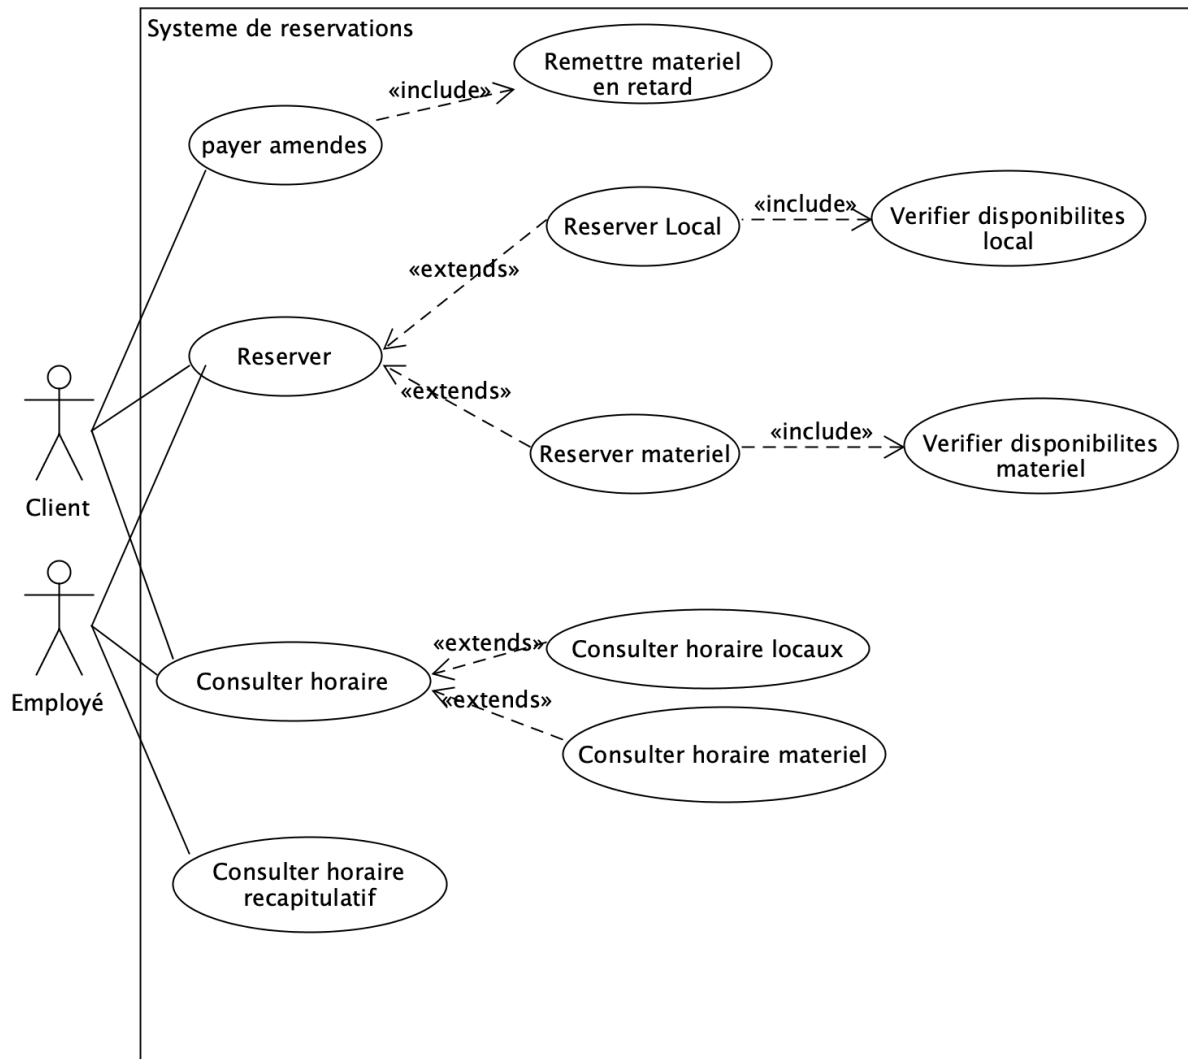 Systeme de reservations
Remettre materiel
en retard
«include»
payer amendes
Reserver Local
«include»
Verifier disponibilites
local
«extends»
Reserver
«extends»
Reserver materiel
«include»
Verifier disponibilites
materiel
Client
Employé
Consulter horaire
«extends»
Consulter horaire locaux
«extends»
Consulter horaire materiel
Consulter horaire
recapitulatif